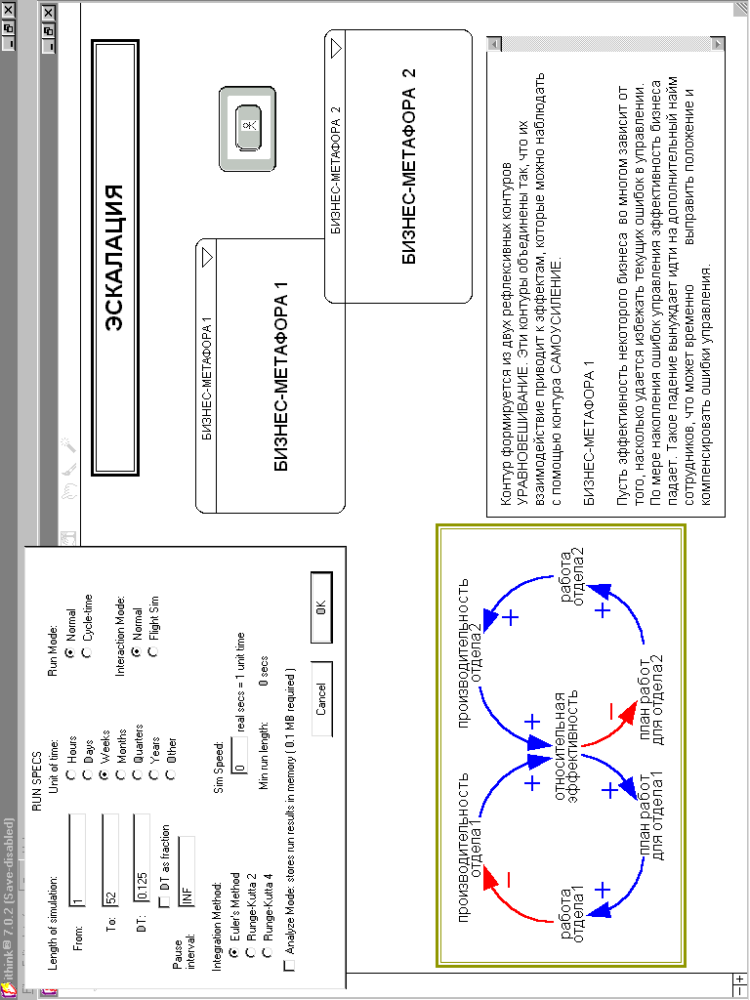 ithink® 7.0.2 (Save-disabled)
RUN SPECS
Length of simulation:
From: 1
To: 52
DT: 0.125
DT as fraction
Pause
interval: INF
Integration Method:
Euler's Method
Runge-Kutta 2
Runge-Kutta 4
Unit of time:
Hours
Days
Weeks
Months
Quarters
Years
Other
Run Mode:
Normal
Cycle-time
Interaction Mode:
Normal
Flight Sim
Sim Speed:
0 real secs = 1 unit time
Min run length: 0 secs
Analyze Mode: stores run results in memory ( 0.1 MB required )
Cancel
OK
ЭСКАЛАЦИЯ
БИЗНЕС-МЕТАФОРА 1
БИЗНЕС-МЕТАФОРА 1
БИЗНЕС-МЕТАФОРА 2
БИЗНЕС-МЕТАФОРА 2
производительность
отдела1
производительность
отдела2
работа
отдела1
относительная
эффективность
работа
отдела2
план работ
для отдела1
план работ
для отдела2
+
+
+
+
+
+
−
−
Контур формируется из двух рефлексивных контуров
УРАВНОВЕШИВАНИЕ. Эти контуры объединены так, что их
взаимодействие приводит к эффектам, которые можно наблюдать
с помощью контура САМОУСИЛЕНИЕ.
БИЗНЕС-МЕТАФОРА 1
Пусть эффективность некоторого бизнеса во многом зависит от
того, насколько удается избежать текущих ошибок в управлении.
По мере накопления ошибок управления эффективность бизнеса
падает. Такое падение вынуждает идти на дополнительный найм
сотрудников, что может временно выправить положение и
компенсировать ошибки управления.